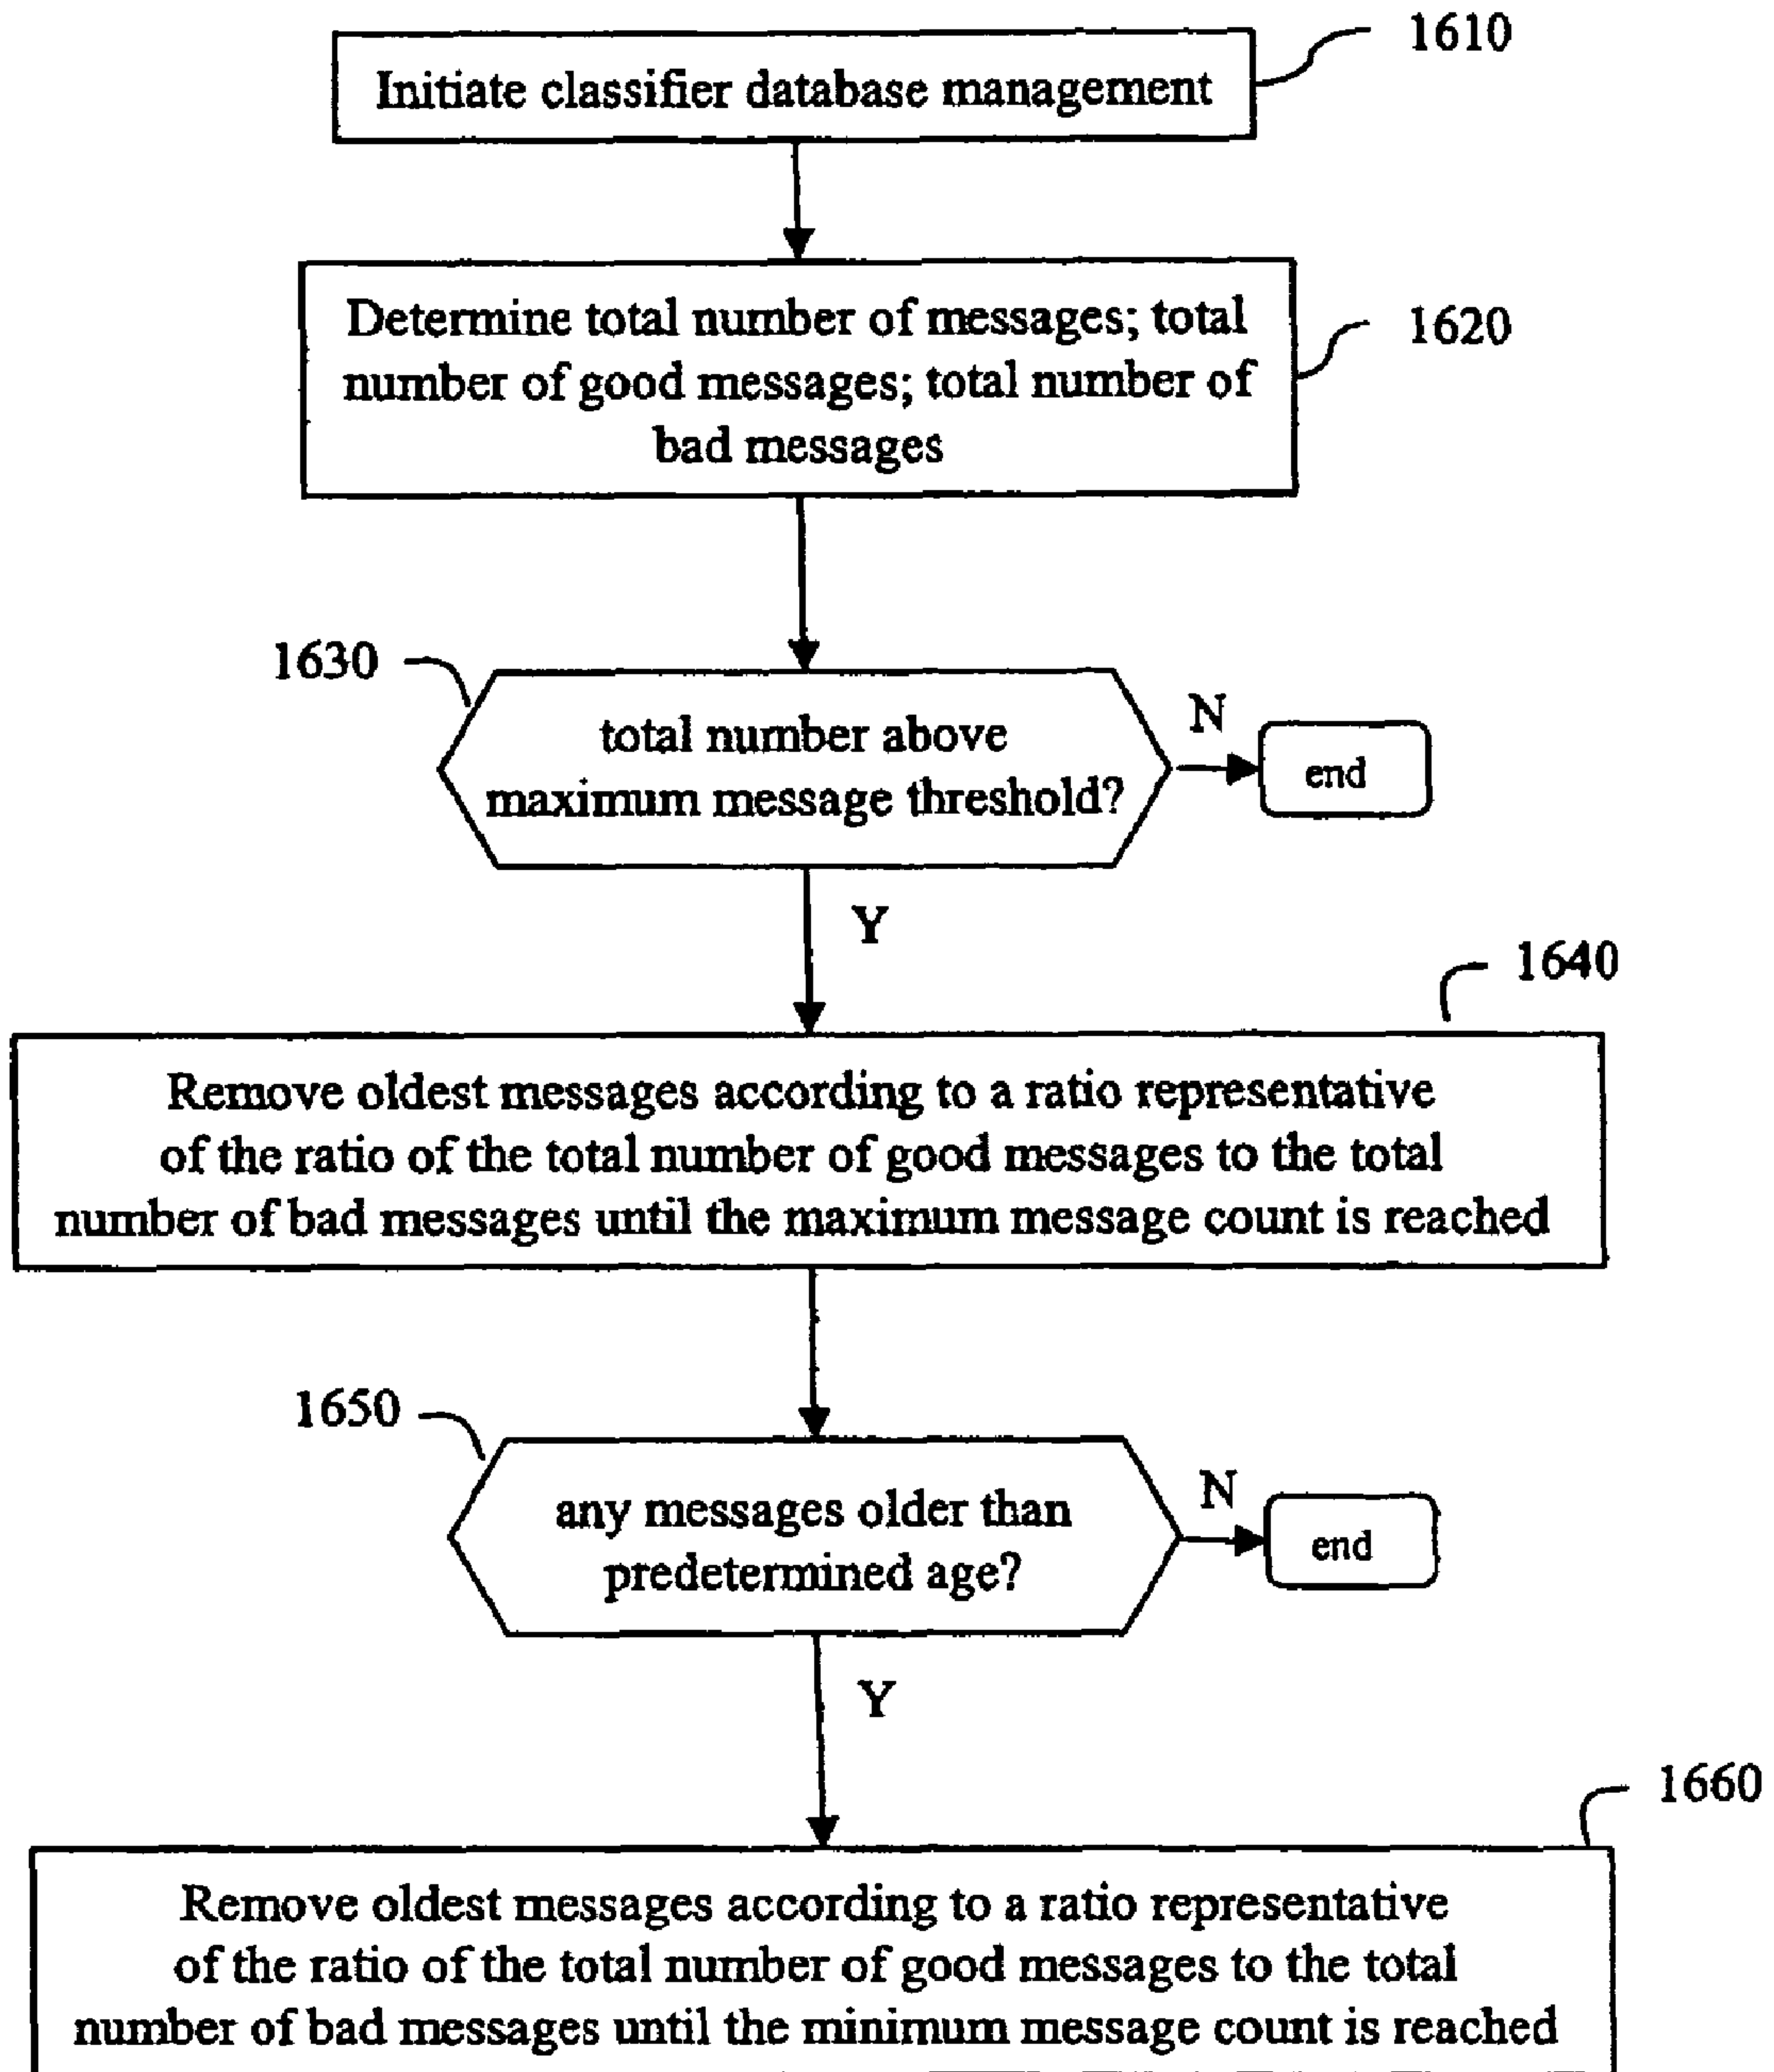 1610
Initiate classifier database management
Determine total number of messages; total
number of good messages; total number of
bad messages
1620
1630
total number above
maximum message threshold?
N
end
Y
1640
Remove oldest messages according to a ratio representative
of the ratio of the total number of good messages to the total
number of bad messages until the maximum message count is reached
1650
any messages older than
predetermined age?
N
end
Y
1660
Remove oldest messages according to a ratio representative
of the ratio of the total number of good messages to the total
number of bad messages until the minimum message count is reached